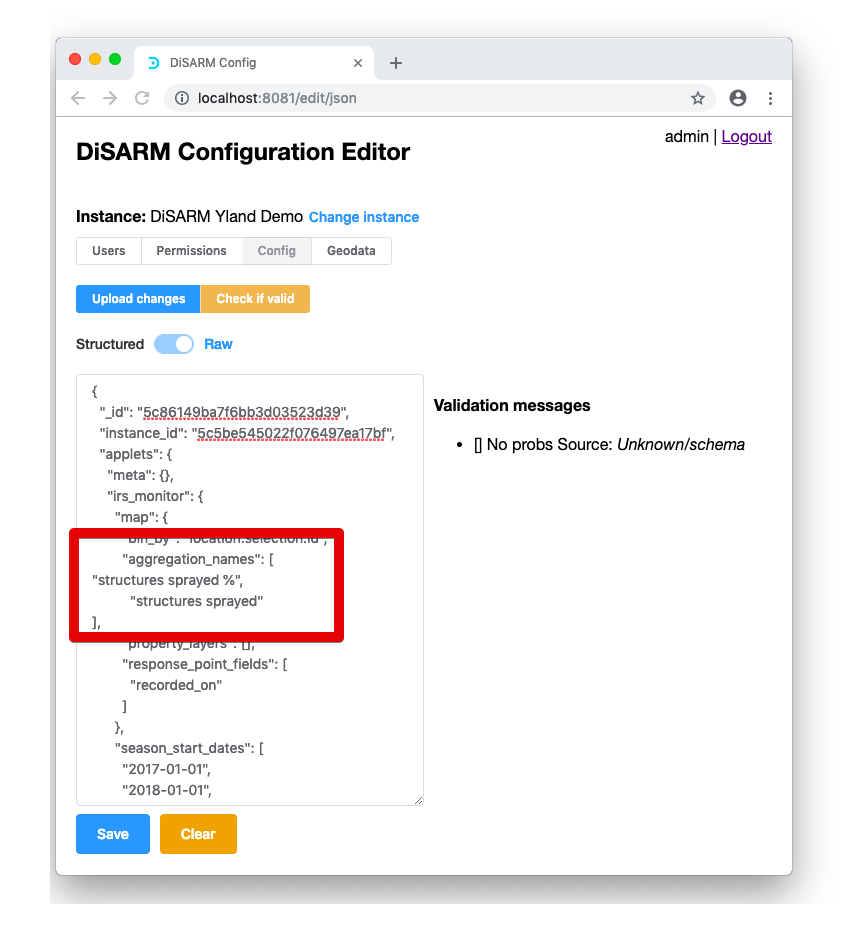 DiSARM Config
localhost:8081/edit/json
admin | Logout
DiSARM Configuration Editor
Instance: DiSARM Yland Demo Change instance
Users Permissions Config Geodata
Upload changes Check if valid
Structured Raw
{
"_id": "5c86149ba7f6bb3d03523d39",
"instance_id": "5c5be545022f076497ea17bf",
"applets": {
"meta": {},
"irs_monitor": {
"map": {
"bin_by": "location.selection.id",
"aggregation_names": [
"structures sprayed %",
"structures sprayed"
],
"property_layers": [],
"response_point_fields": [
"recorded_on"
]
},
"season_start_dates": [
"2017-01-01",
"2018-01-01",
Validation messages
• [] No probs Source: Unknown/schema
Save Clear